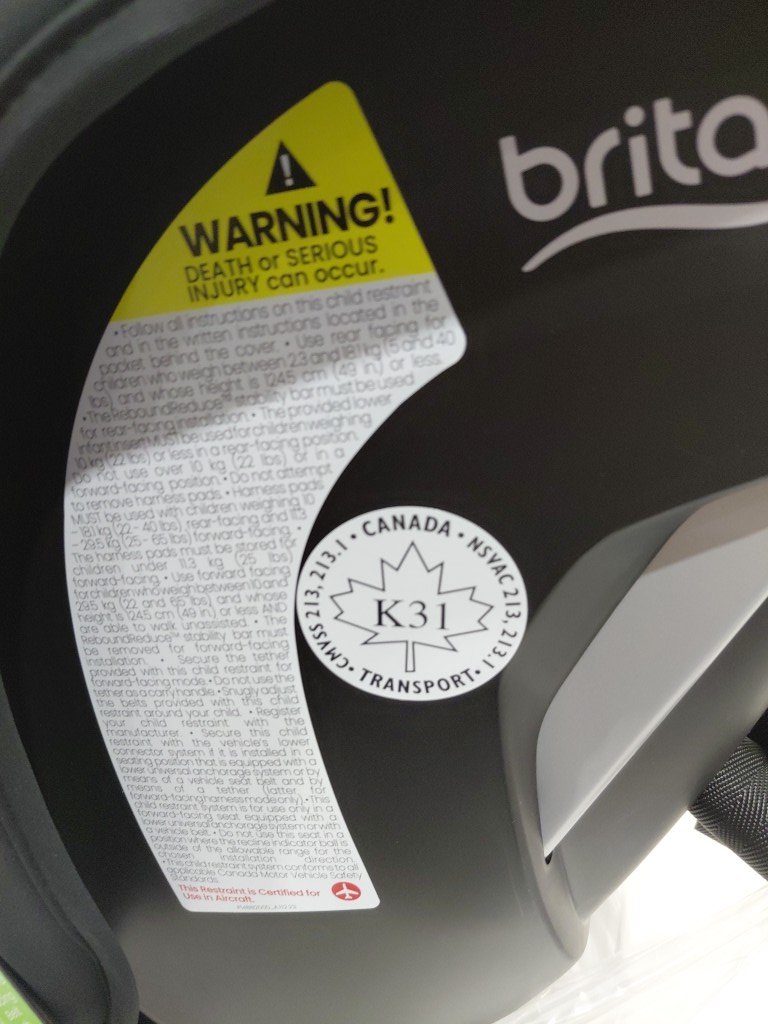 !
WARNING!
DEATH or SERIOUS
INJURY can occur.
• Follow all instructions on this child restraint
and in the written instructions located in the
pocket behind the cover. • Use rear facing for
children who weigh between 2.3 and 18.1 kg (5 and 40
lbs) and whose height is 124.5 cm (49 in) or less.
• The ReboundReduce™ stability bar must be used
for rear-facing installation. • The provided lower
infant insert MUST be used for children weighing
10 kg (22 lbs) or less in a rear-facing position.
Do not use over 10 kg (22 lbs) or in a
forward-facing position. • Do not attempt
to remove harness pads. • Harness pads
MUST be used with children weighing 10
- 18.1 kg (22 - 40 lbs) rear-facing and 11.3
- 29.5 kg (25 - 65 lbs) forward-facing. •
The harness pads must be stored for
children under 11.3 kg (25 lbs)
forward-facing. • Use forward facing
for children who weigh between 10 and
29.5 kg (22 and 65 lbs) and whose
height is 124.5 cm (49 in) or less AND
are able to walk unassisted. • The
ReboundReduce™ stability bar must
be removed for forward-facing
installation. • Secure the tether
provided with this child restraint for
forward-facing mode. • Do not use the
tether as a carry handle. • Snugly adjust
the belts provided with this child
restraint around your child. • Register
your child restraint with the
manufacturer. • Secure this child
restraint with the vehicle's lower
connector system if it is installed in a
seating position that is equipped with a
lower universal anchorage system or by
means of a vehicle seat belt and by
means of a tether (latter for
forward-facing harness mode only). • This
child restraint system is for use only in a
forward-facing seat equipped with a
lower universal anchorage system or with
a vehicle belt. • Do not use this seat in a
position where the recline indicator ball is
outside of the allowable range for the
chosen installation direction.
• This child restraint system conforms to all
applicable Canada Motor Vehicle Safety
Standards.
This Restraint is Certified for
Use in Aircraft.
brita
CMVSS 213, 213.1 • CANADA • NSVAC 213, 213.1 • TRANSPORT •
K31